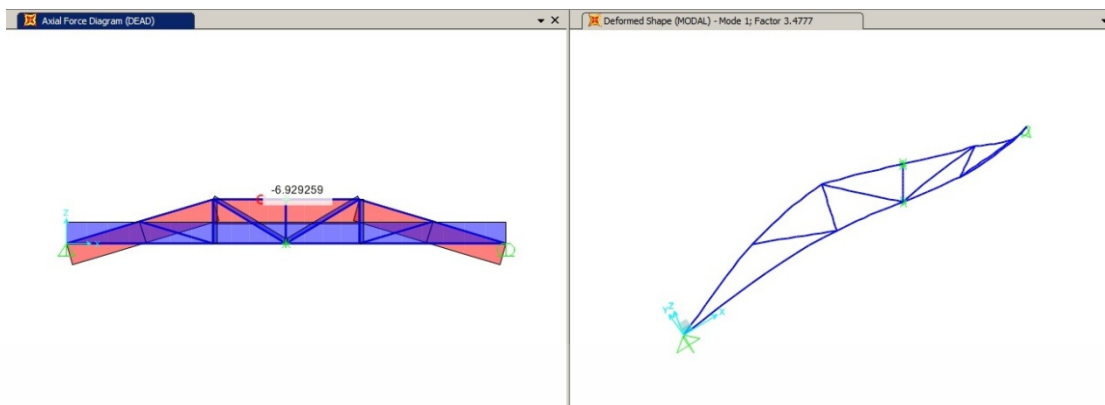 Axial Force Diagram (DEAD)
Deformed Shape (MODAL) - Mode 1; Factor 3.4777
-6.929259
Z
Y
Z
X